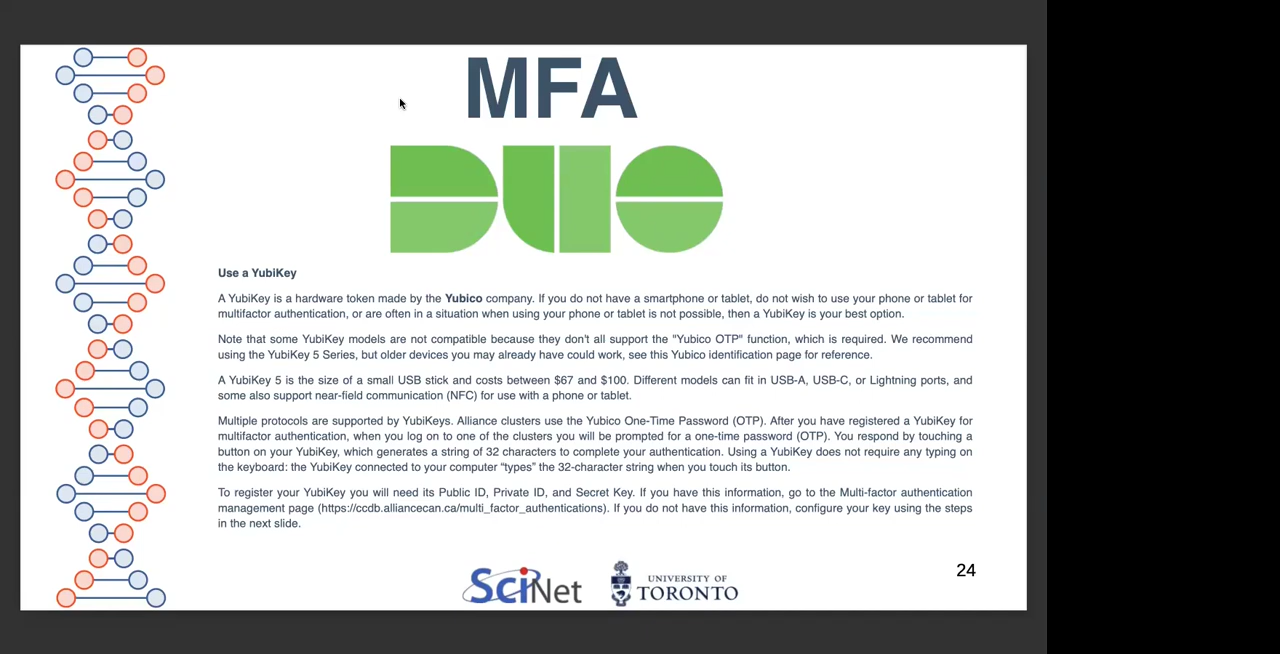 MFA
DUO
Use a YubiKey
A YubiKey is a hardware token made by the Yubico company. If you do not have a smartphone or tablet, do not wish to use your phone or tablet for
multifactor authentication, or are often in a situation when using your phone or tablet is not possible, then a YubiKey is your best option.
Note that some YubiKey models are not compatible because they don't all support the "Yubico OTP" function, which is required. We recommend
using the YubiKey 5 Series, but older devices you may already have could work, see this Yubico identification page for reference.
A YubiKey 5 is the size of a small USB stick and costs between $67 and $100. Different models can fit in USB-A, USB-C, or Lightning ports, and
some also support near-field communication (NFC) for use with a phone or tablet.
Multiple protocols are supported by YubiKeys. Alliance clusters use the Yubico One-Time Password (OTP). After you have registered a YubiKey for
multifactor authentication, when you log on to one of the clusters you will be prompted for a one-time password (OTP). You respond by touching a
button on your YubiKey, which generates a string of 32 characters to complete your authentication. Using a YubiKey does not require any typing on
the keyboard: the YubiKey connected to your computer “types” the 32-character string when you touch its button.
To register your YubiKey you will need its Public ID, Private ID, and Secret Key. If you have this information, go to the Multi-factor authentication
management page (https://ccdb.alliancecan.ca/multi_factor_authentications). If you do not have this information, configure your key using the steps
in the next slide.
SciNet
UNIVERSITY OF
TORONTO
24